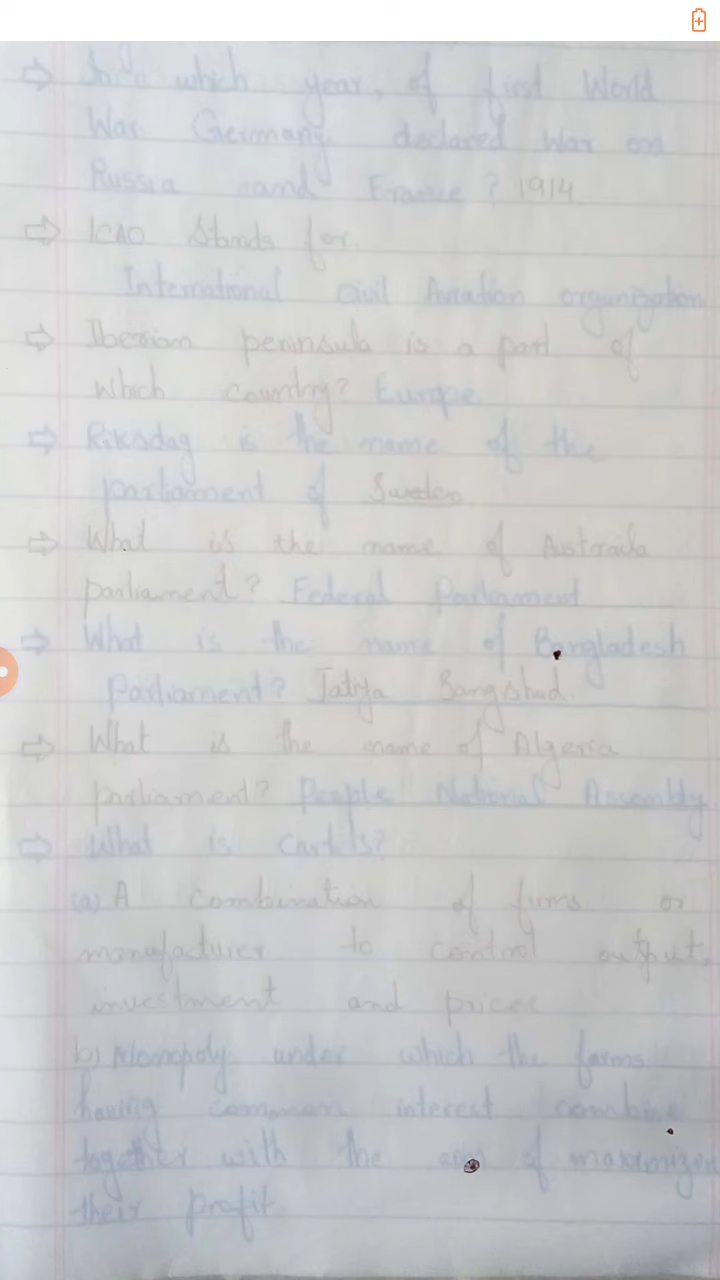 ⇨ which year, of first World
War Germany declared War on
Russia and France? 1914
⇨ ICAO Stands for
International civil Aviation organization
⇨ Iberian peninsula is a part of
which country? Europe
⇨ Riksdag is the name of the
parliament of Sweden
⇨ What is the name of Austraila
parliament? Federal Parliament
⇨ What is the name of Bangladesh
Parliament? Jatiya Sangshad
⇨ What is the name of Algeria
parliament? People National Assembly
⇨ What is Cartels?
(a) A combination of firms or
manufacturer to control output,
investment and prices
b) Monopoly under which the farms
having common interest combine
together with the of maximizen
their profit.